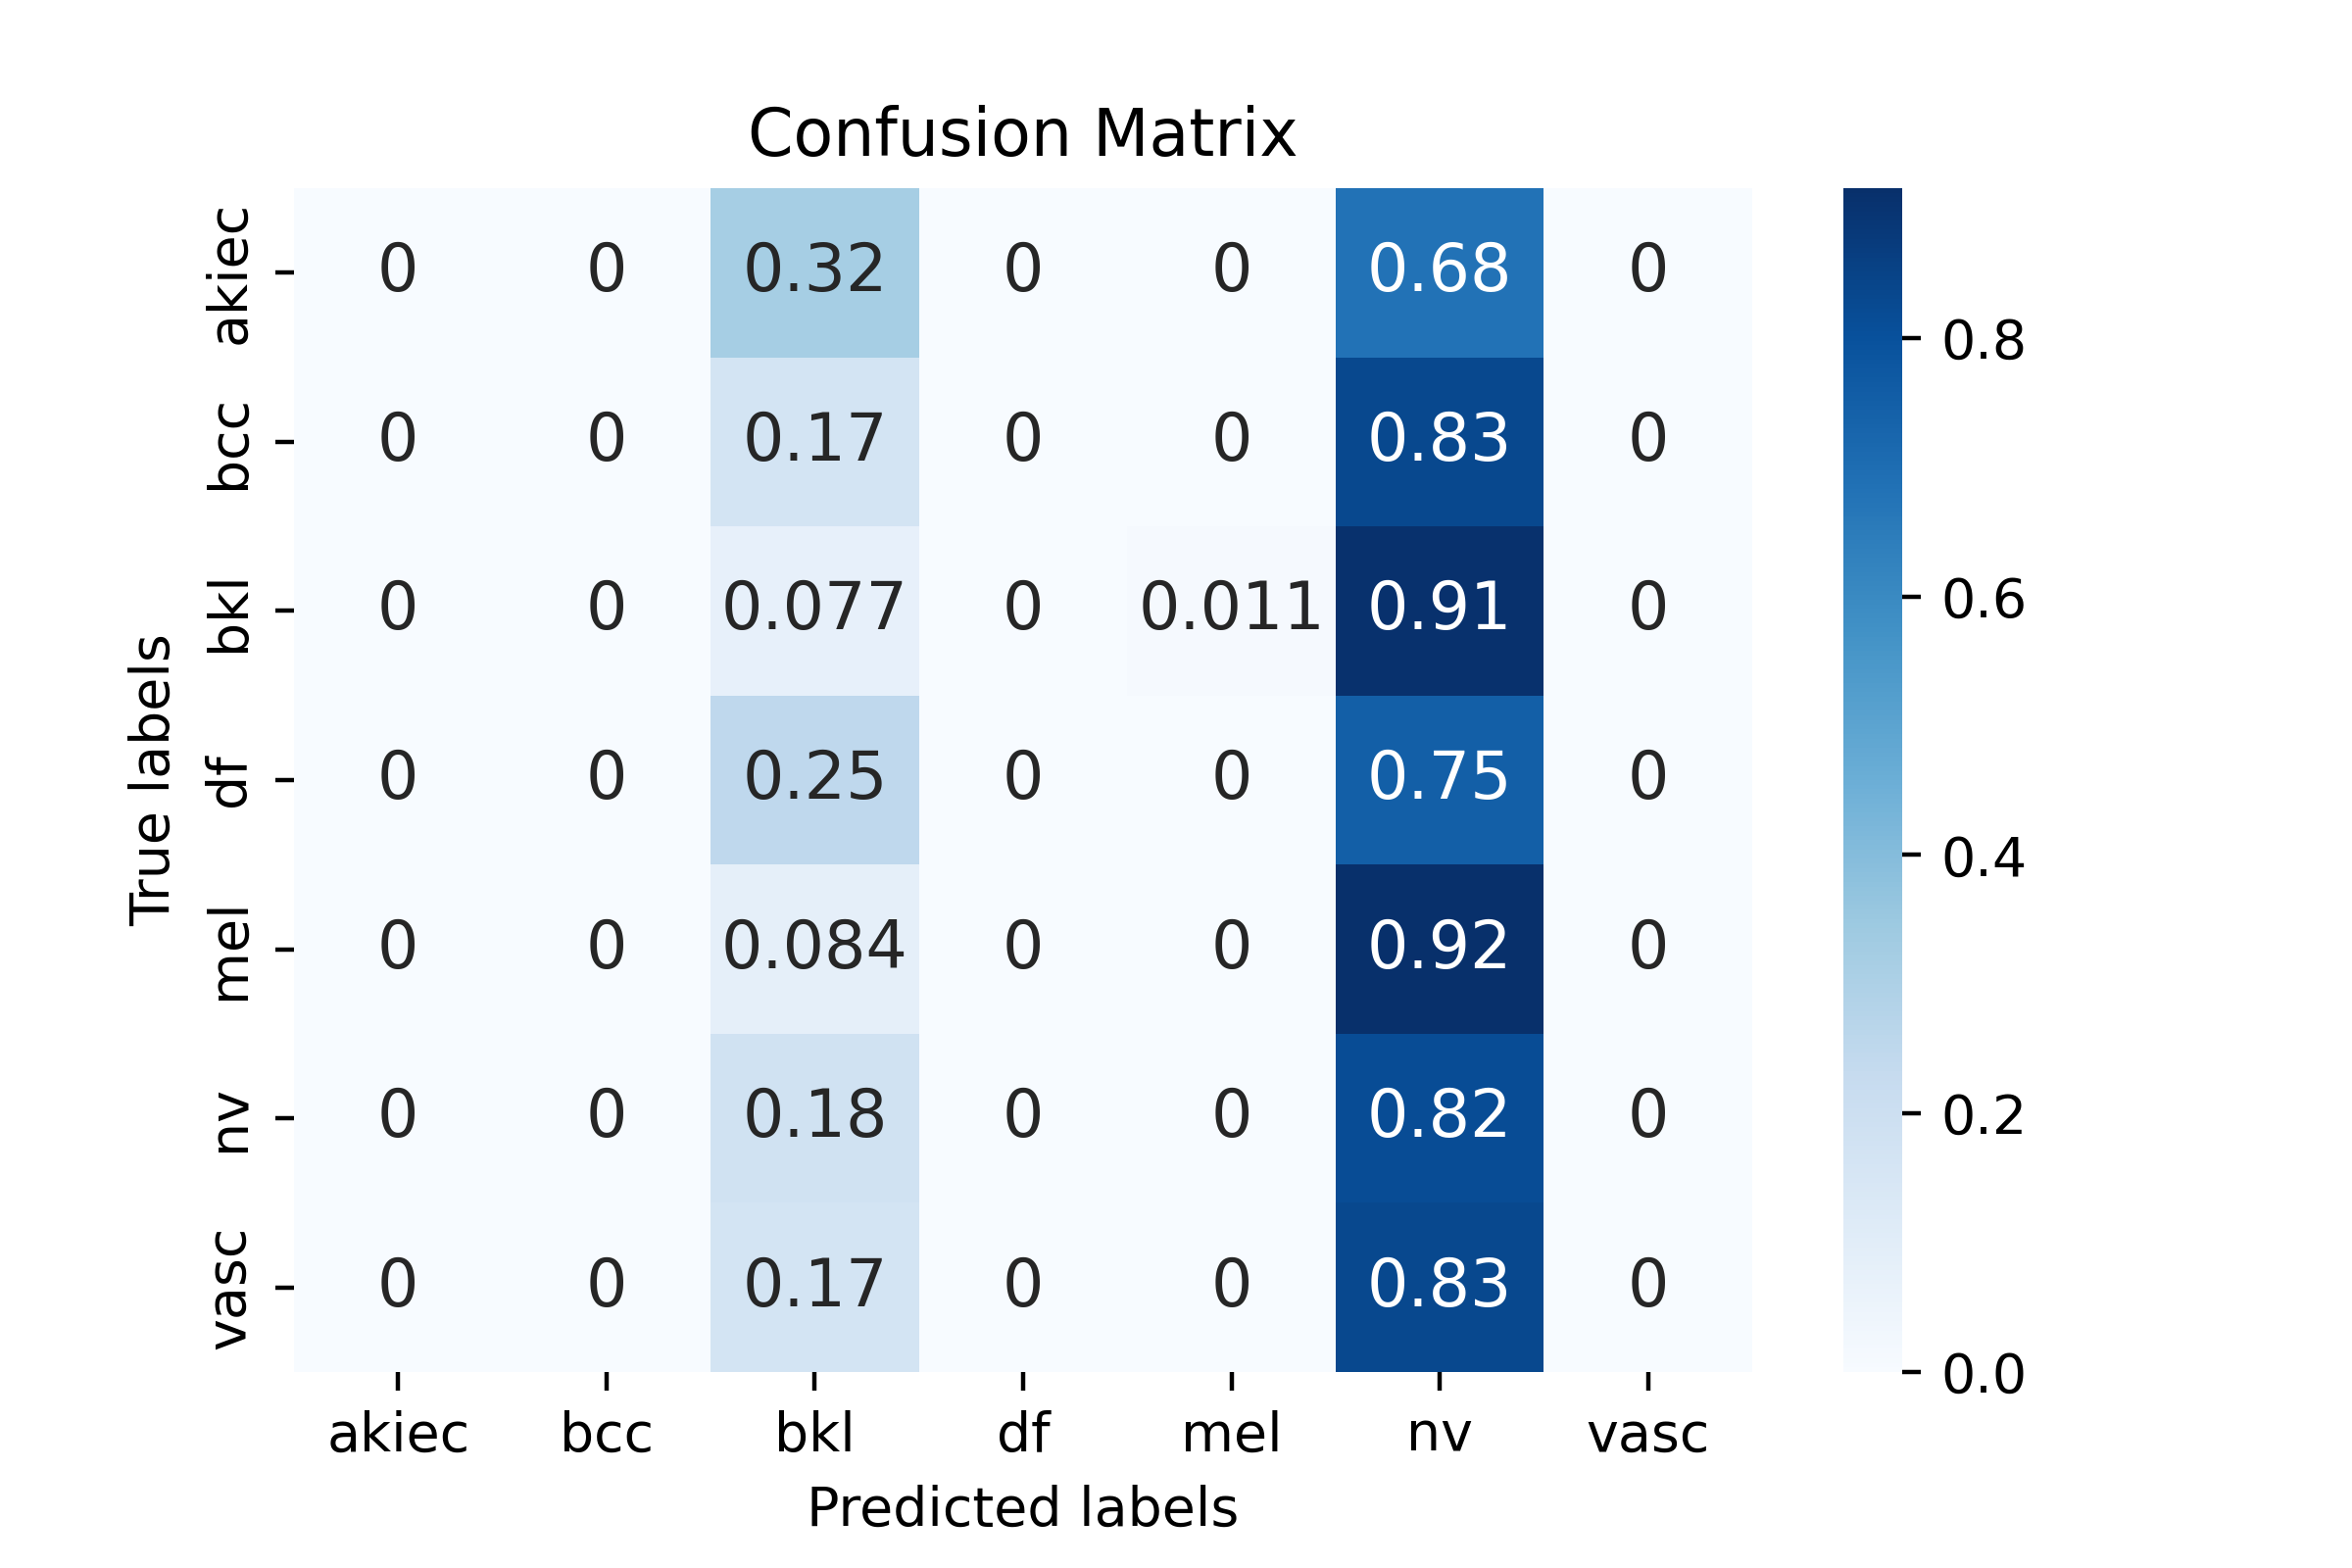 Confusion Matrix
akiec 0 0 0.32 0 0 0.68 0
bcc 0 0 0.17 0 0 0.83 0
bkl 0 0 0.077 0 0.011 0.91 0
df 0 0 0.25 0 0 0.75 0
mel 0 0 0.084 0 0 0.92 0
nv 0 0 0.18 0 0 0.82 0
vasc 0 0 0.17 0 0 0.83 0
True labels
akiec bcc bkl df mel nv vasc
Predicted labels
0.8
0.6
0.4
0.2
0.0